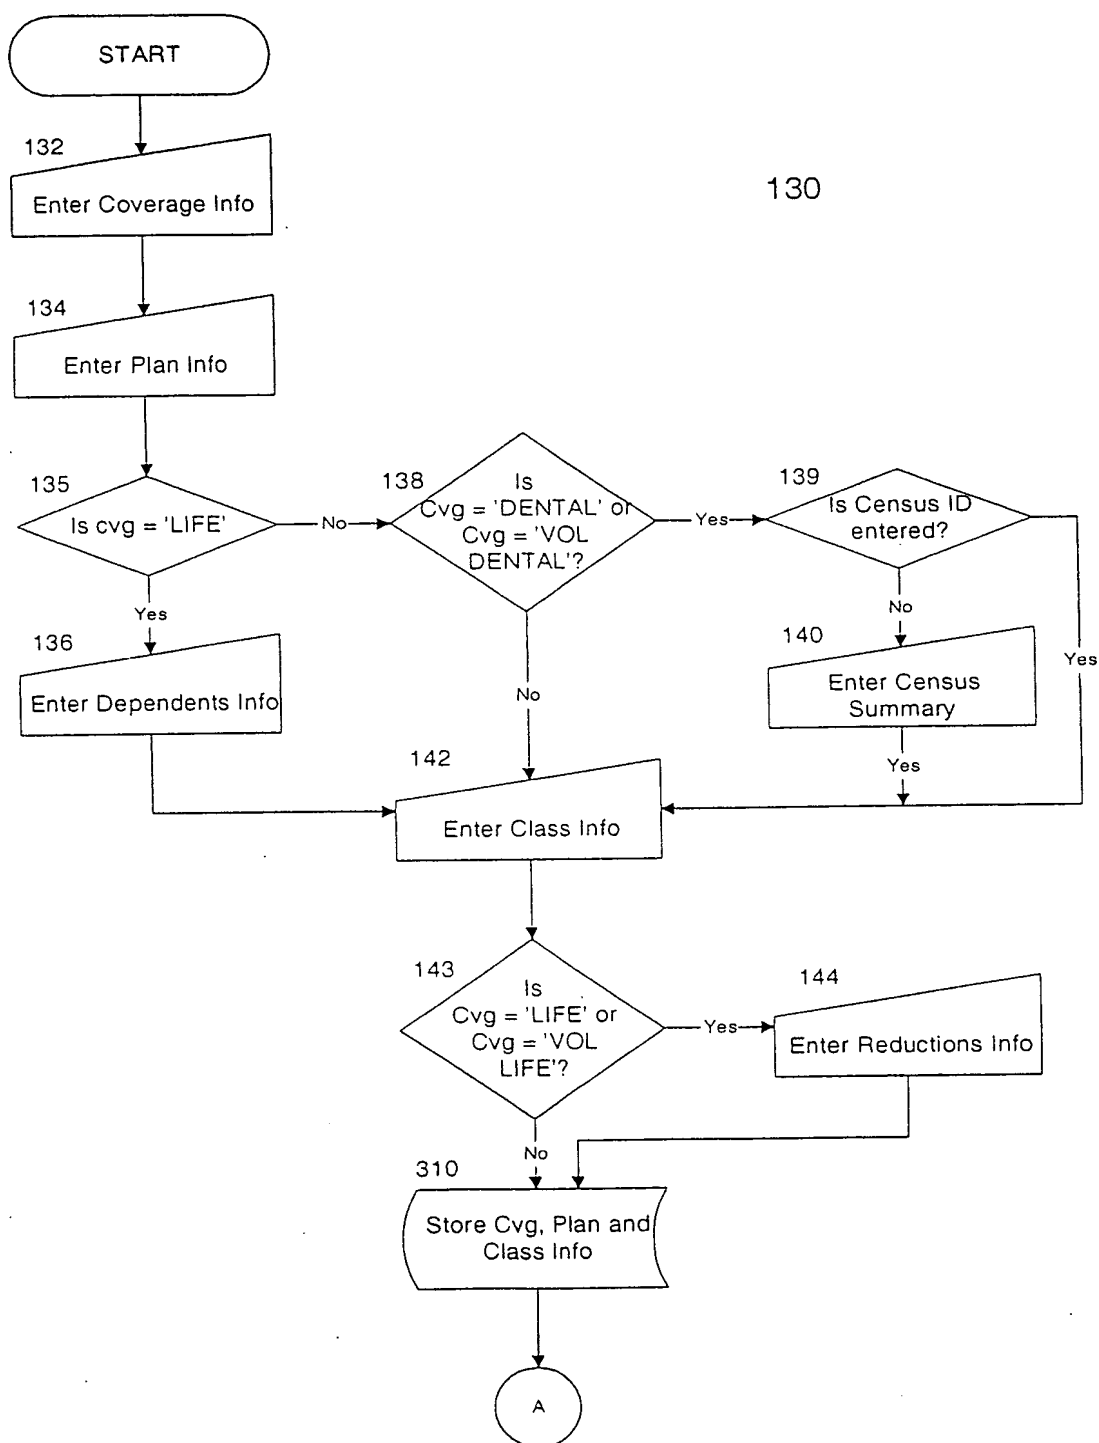 START
132
Enter Coverage Info
130
134
Enter Plan Info
135
Is cvg = 'LIFE'
No
138
Is
Cvg = 'DENTAL' or
Cvg = 'VOL
DENTAL'?
Yes
139
Is Census ID
entered?
Yes
136
Enter Dependents Info
No
No
140
Enter Census
Summary
Yes
Yes
142
Enter Class Info
143
Is
Cvg = 'LIFE' or
Cvg = 'VOL
LIFE'?
Yes
144
Enter Reductions Info
No
310
Store Cvg, Plan and
Class Info
A